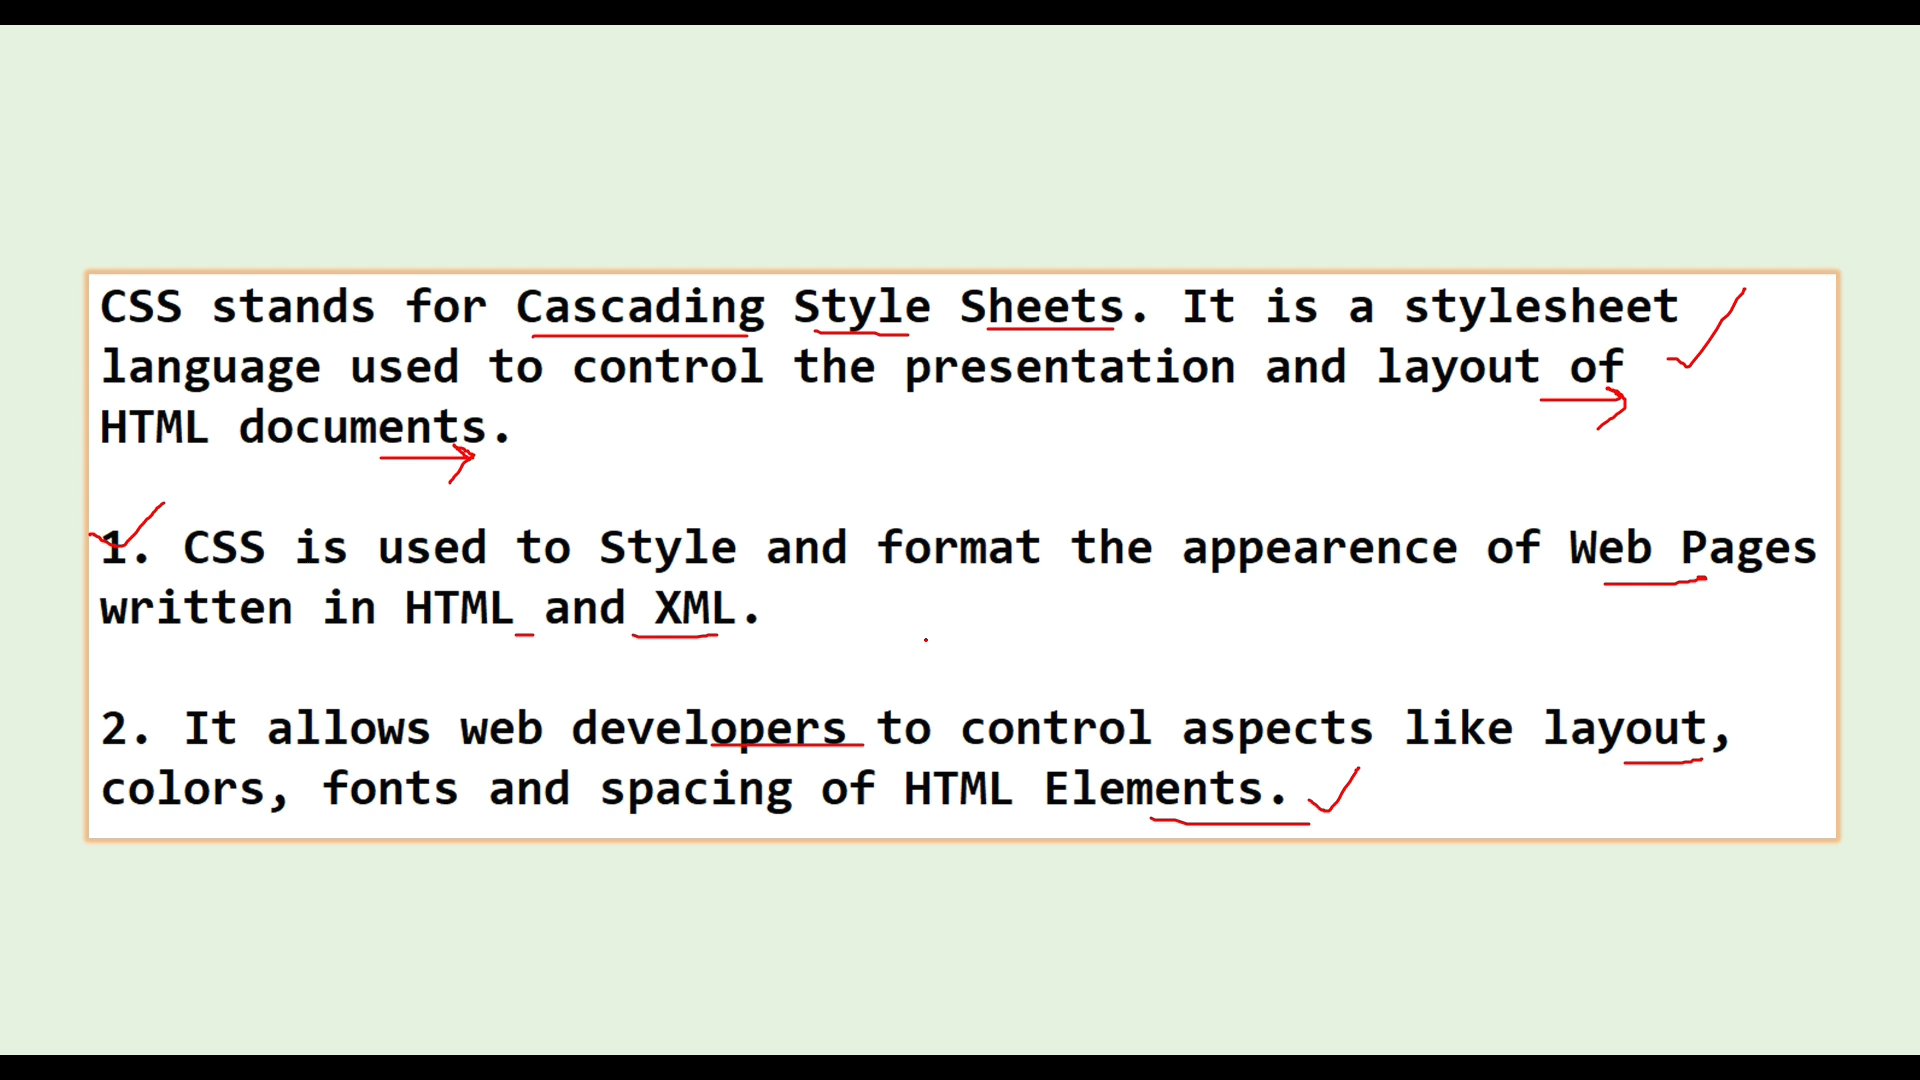 CSS stands for Cascading Style Sheets. It is a stylesheet
language used to control the presentation and layout of
HTML documents.
1. CSS is used to Style and format the appearence of Web Pages
written in HTML and XML.
2. It allows web developers to control aspects like layout,
colors, fonts and spacing of HTML Elements.